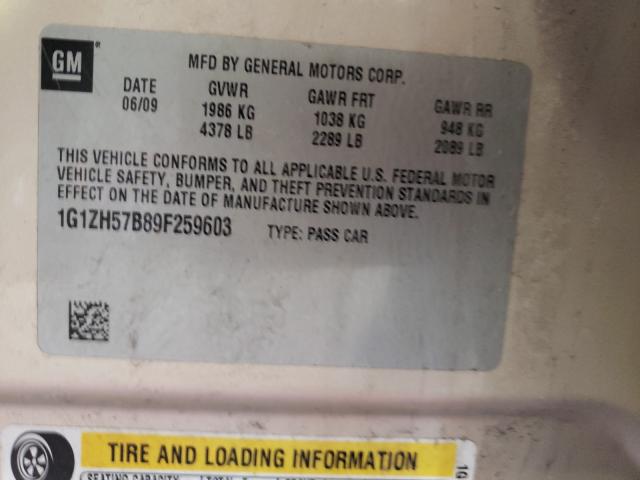 GM
MFD BY GENERAL MOTORS CORP.
DATE GVWR GAWR FRT GAWR RR
06/09 1986 KG 1038 KG 948 KG
4378 LB 2289 LB 2089 LB
THIS VEHICLE CONFORMS TO ALL APPLICABLE U.S. FEDERAL MOTOR
VEHICLE SAFETY, BUMPER, AND THEFT PREVENTION STANDARDS IN
EFFECT ON THE DATE OF MANUFACTURE SHOWN ABOVE.
1G1ZH57B89F259603 TYPE: PASS CAR
TIRE AND LOADING INFORMATION
SEATING CAPACITY
1G